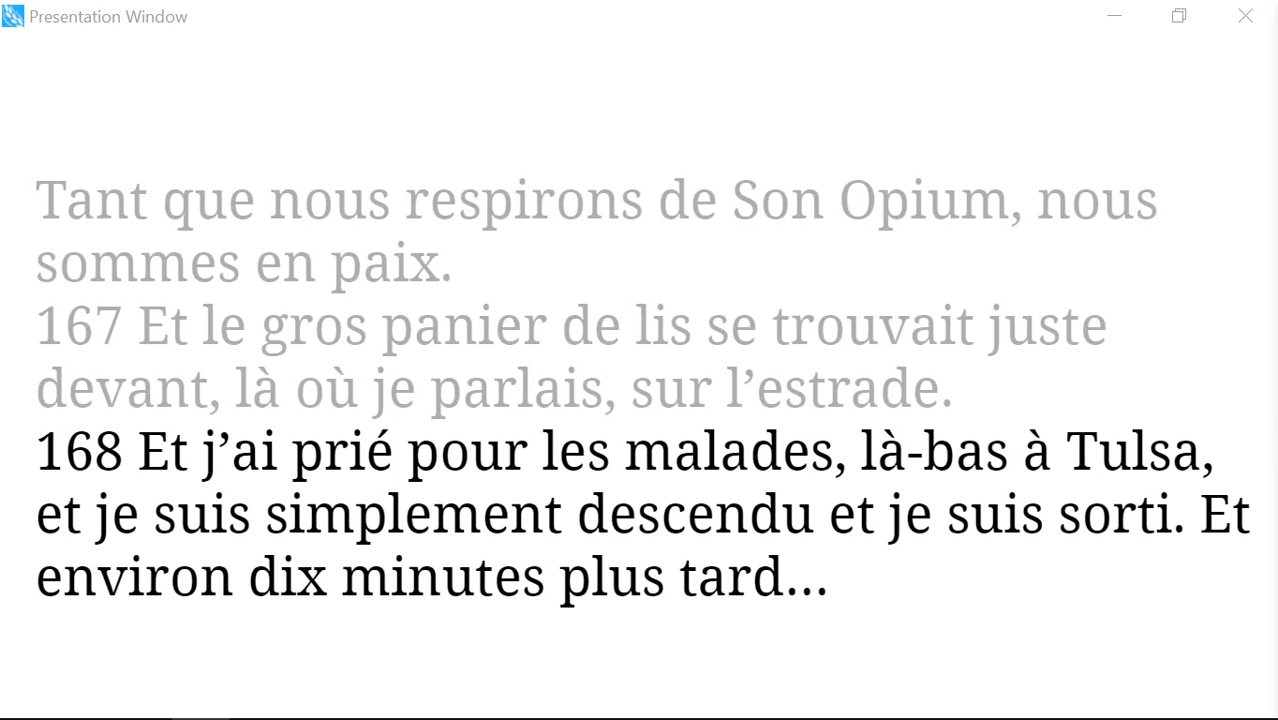 Presentation Window
Tant que nous respirons de Son Opium, nous
sommes en paix.
167 Et le gros panier de lis se trouvait juste
devant, là où je parlais, sur l’estrade.
168 Et j’ai prié pour les malades, là-bas à Tulsa,
et je suis simplement descendu et je suis sorti. Et
environ dix minutes plus tard…